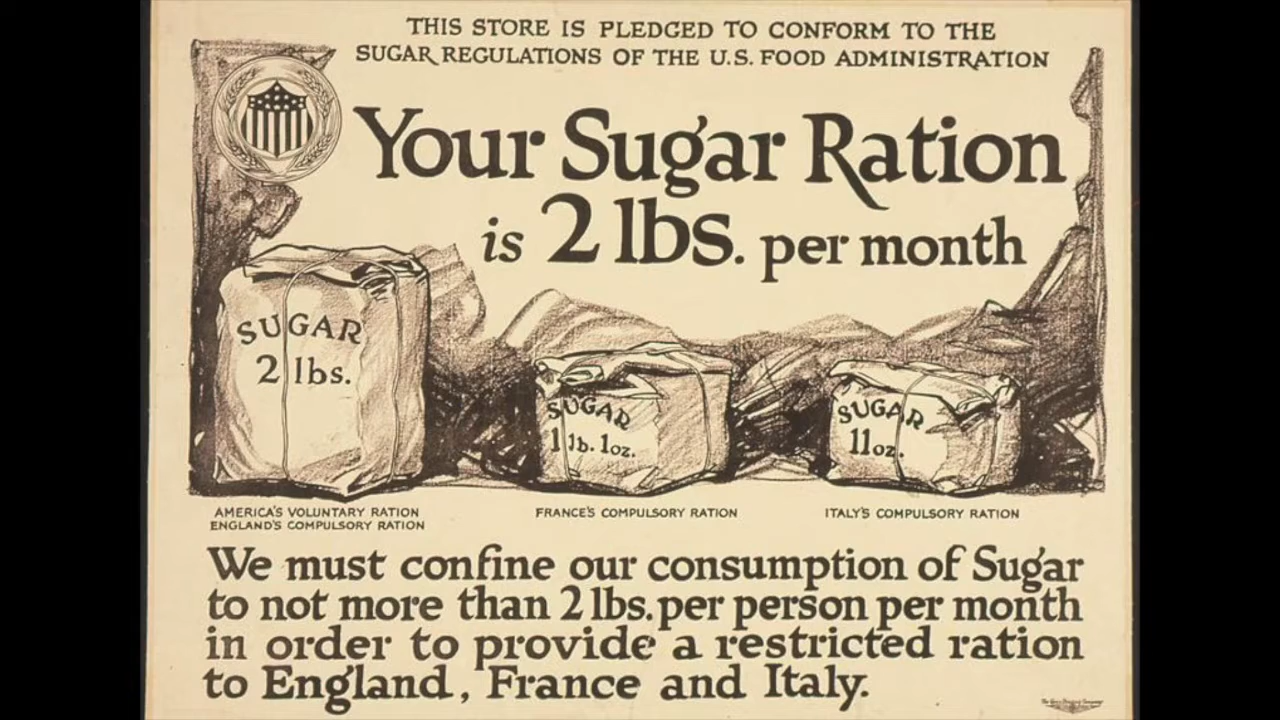 THIS STORE IS PLEDGED TO CONFORM TO THE
SUGAR REGULATIONS OF THE U.S. FOOD ADMINISTRATION
Your Sugar Ration
is 2 lbs. per month
SUGAR
2 lbs.
SUGAR
1 lb. 1oz.
SUGAR
11oz.
AMERICA'S VOLUNTARY RATION
ENGLAND'S COMPULSORY RATION
FRANCE'S COMPULSORY RATION
ITALY'S COMPULSORY RATION
We must confine our consumption of Sugar
to not more than 2 lbs. per person per month
in order to provide a restricted ration
to England, France and Italy.